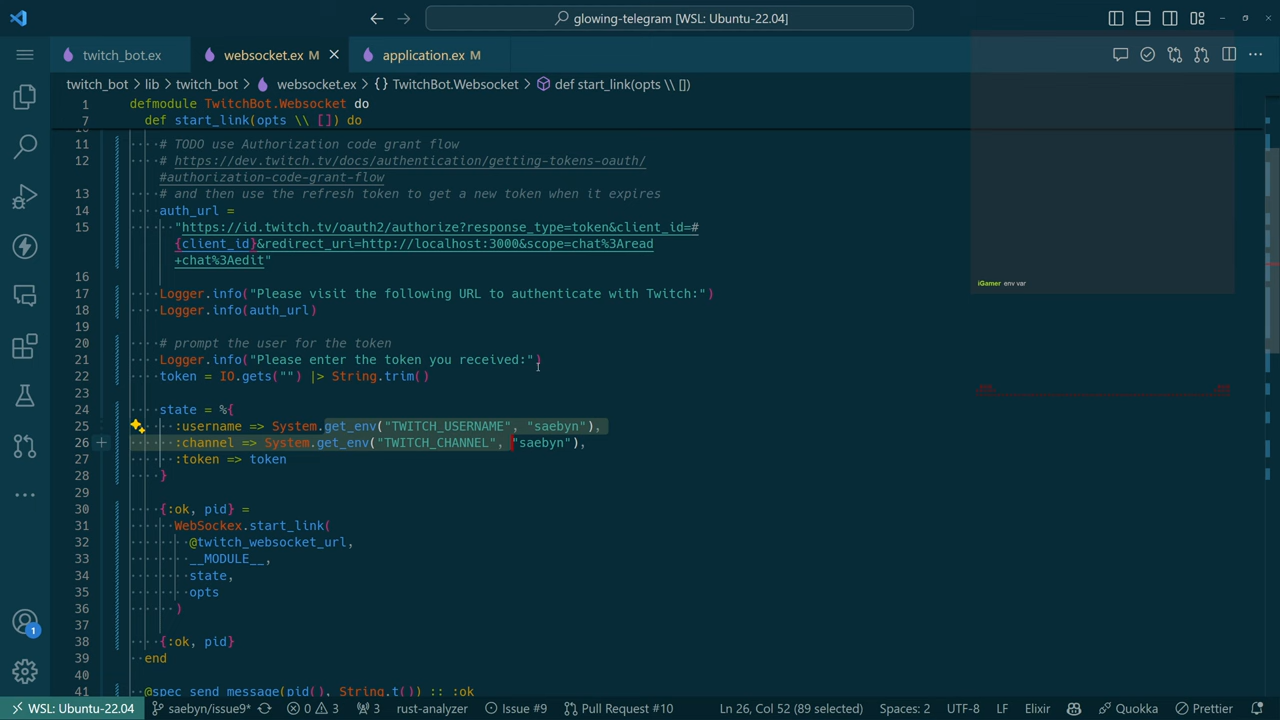 glowing-telegram [WSL: Ubuntu-22.04]
twitch_bot.ex
websocket.ex M
application.ex M
twitch_bot > lib > twitch_bot > websocket.ex > {} TwitchBot.Websocket > def start_link(opts \\ [])
1 defmodule TwitchBot.Websocket do
7 def start_link(opts \\ []) do
11 # TODO use Authorization code grant flow
12 # https://dev.twitch.tv/docs/authentication/getting-tokens-oauth/
#authorization-code-grant-flow
13 # and then use the refresh token to get a new token when it expires
14 auth_url =
15 "https://id.twitch.tv/oauth2/authorize?response_type=token&client_id=#
{client_id}&redirect_uri=http://localhost:3000&scope=chat%3Aread
+chat%3Aedit"
16
17 Logger.info("Please visit the following URL to authenticate with Twitch:")
18 Logger.info(auth_url)
19
20 # prompt the user for the token
21 Logger.info("Please enter the token you received:")
22 token = IO.gets("") |> String.trim()
23
24 state = %{
25 :username => System.get_env("TWITCH_USERNAME", "saebyn"),
26 :channel => System.get_env("TWITCH_CHANNEL", "saebyn"),
27 :token => token
28 }
29
30 {:ok, pid} =
31 WebSockex.start_link(
32 @twitch_websocket_url,
33 __MODULE__,
34 state,
35 opts
36 )
37
38 {:ok, pid}
39 end
40
41 @spec send_message(pid(), String.t()) :: :ok
iGamer env var
1
WSL: Ubuntu-22.04 saebyn/issue9* 0 3 3 rust-analyzer Issue #9 Pull Request #10 Ln 26, Col 52 (89 selected) Spaces: 2 UTF-8 LF Elixir Quokka Prettier